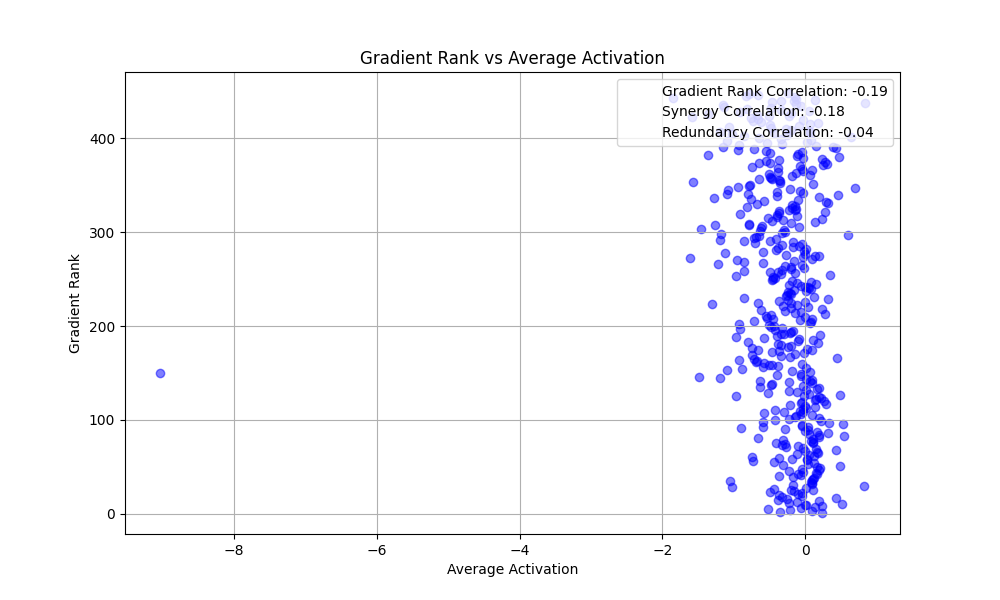 Gradient Rank vs Average Activation
Gradient Rank Correlation: -0.19
Synergy Correlation: -0.18
Redundancy Correlation: -0.04
400
300
200
100
0
Gradient Rank
−8
−6
−4
−2
0
Average Activation